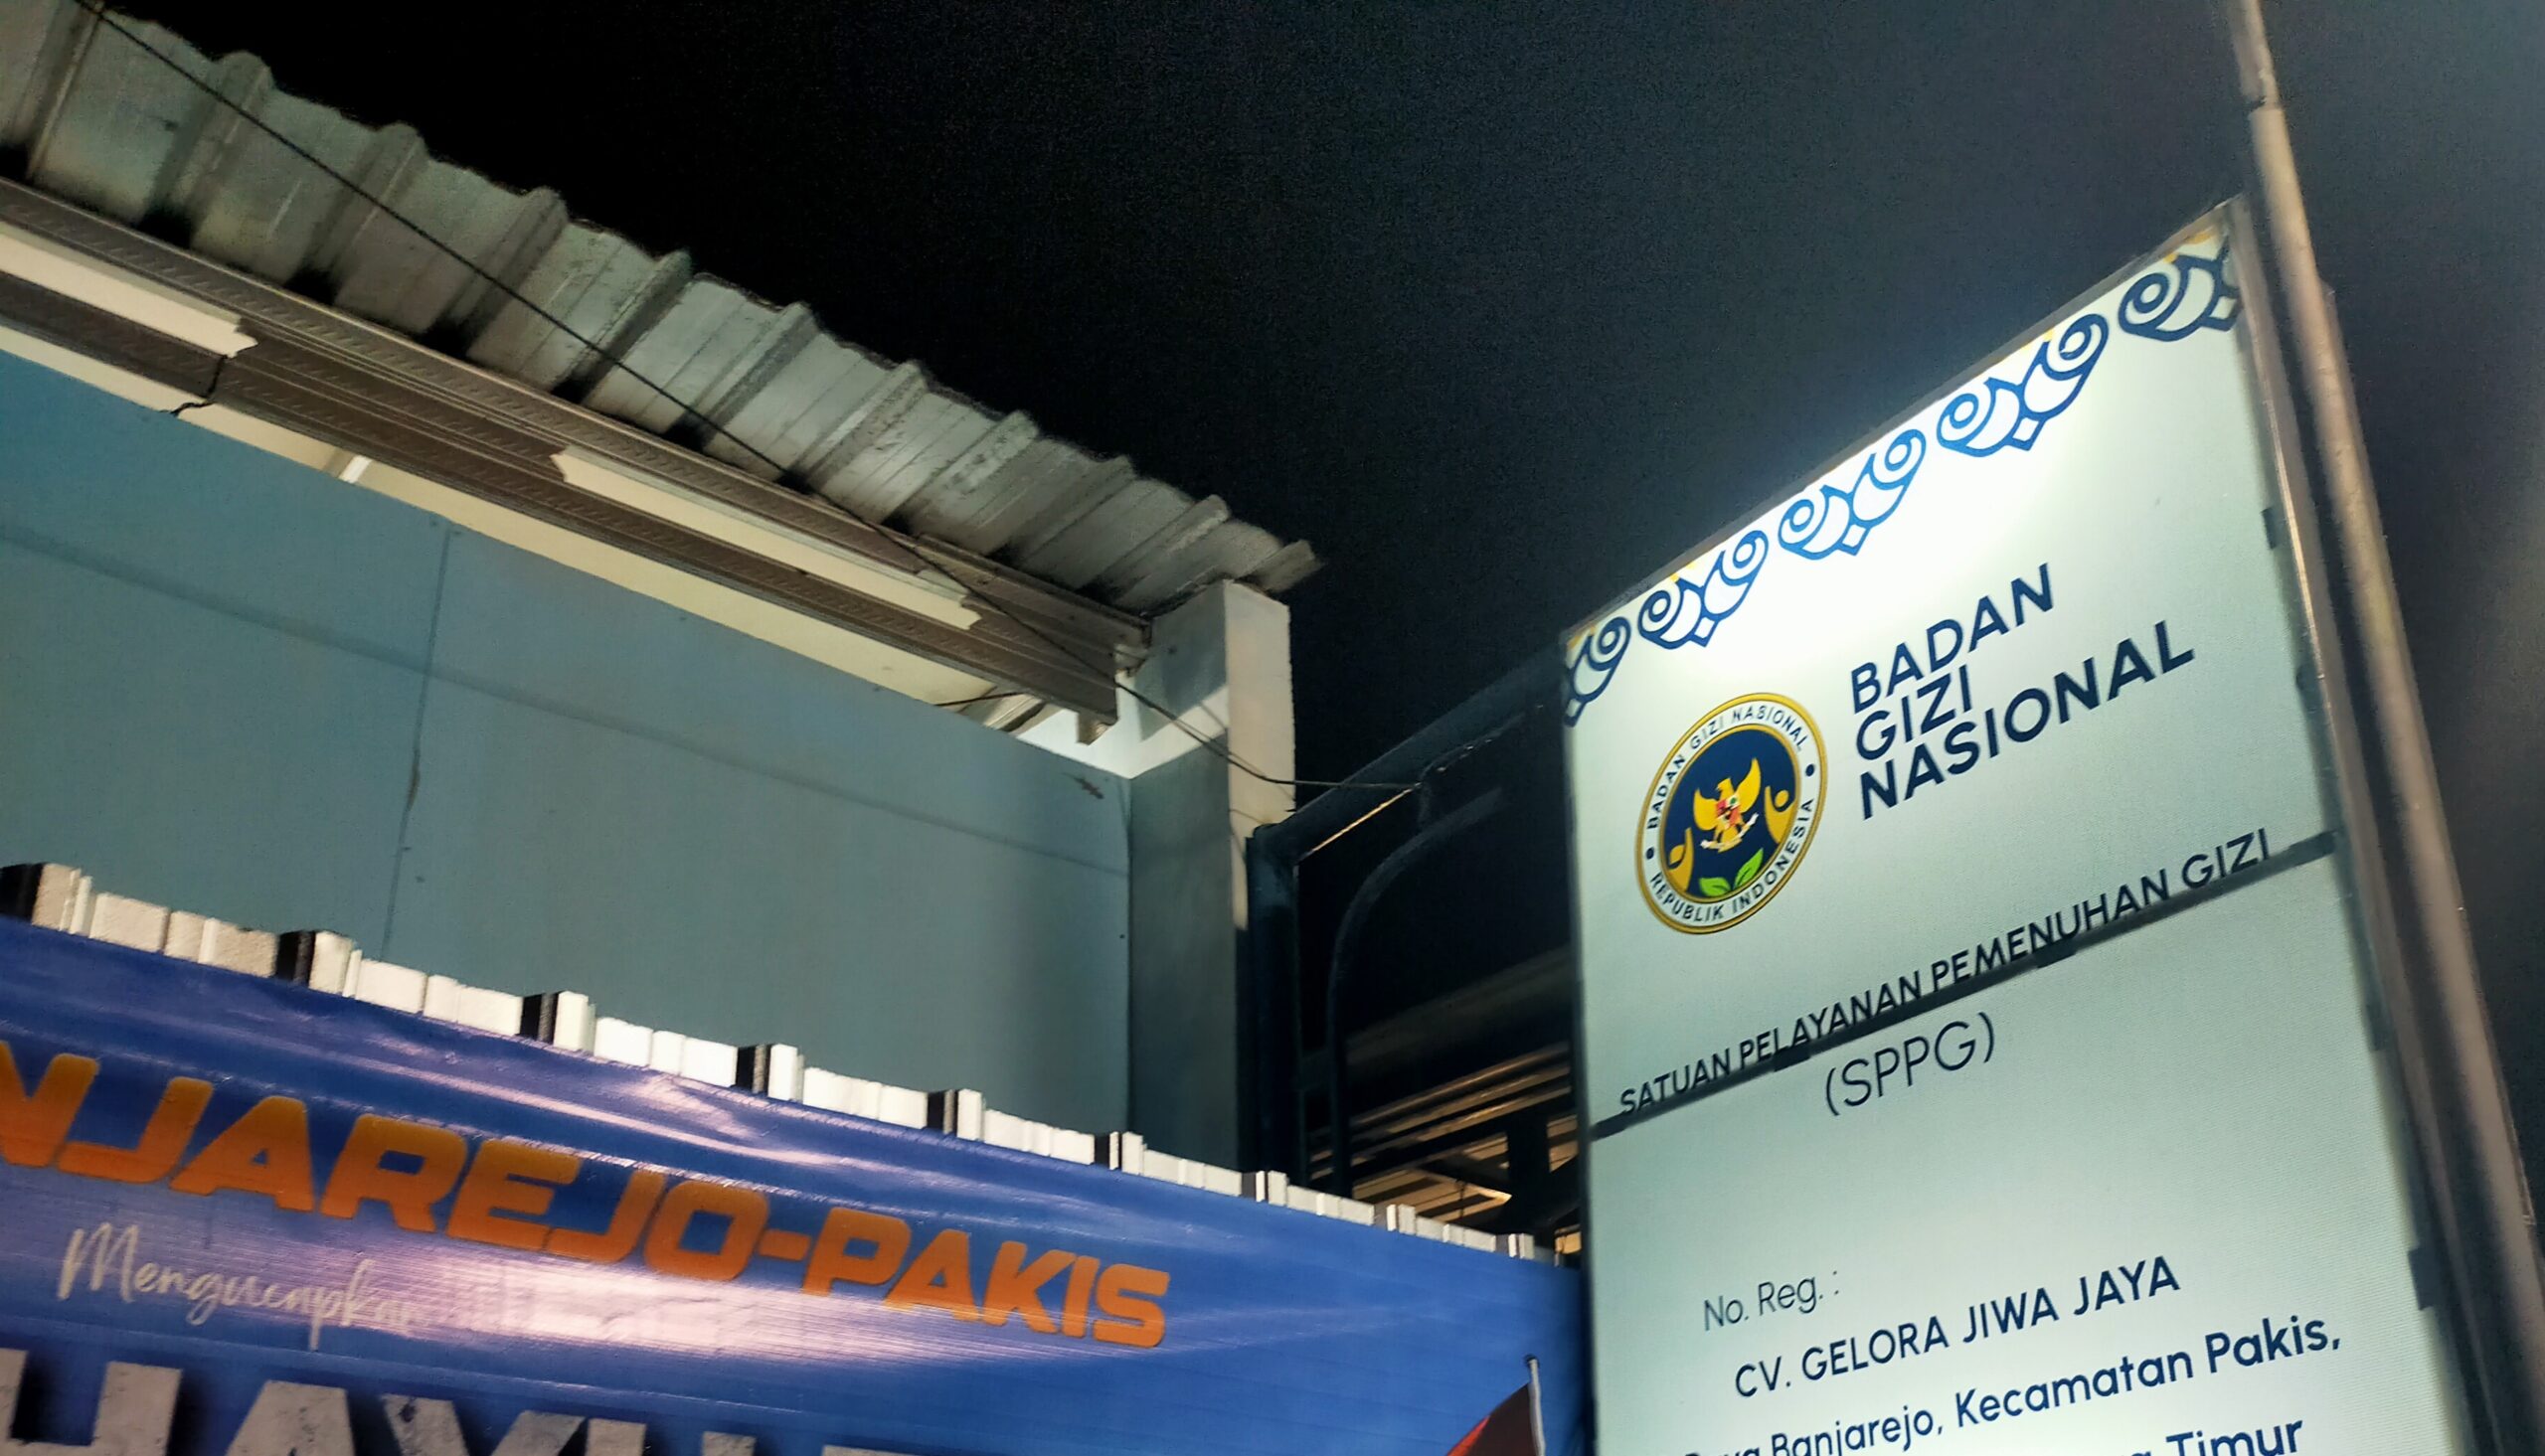 BADAN
GIZI
NASIONAL
BADAN GIZI NASIONAL
REPUBLIK INDONESIA
SATUAN PELAYANAN PEMENUHAN GIZI
(SPPG)
No. Reg. :
CV. GELORA JIWA JAYA
Banjarejo, Kecamatan Pakis,
Timur
NJAREJO-PAKIS
Mengucapkan